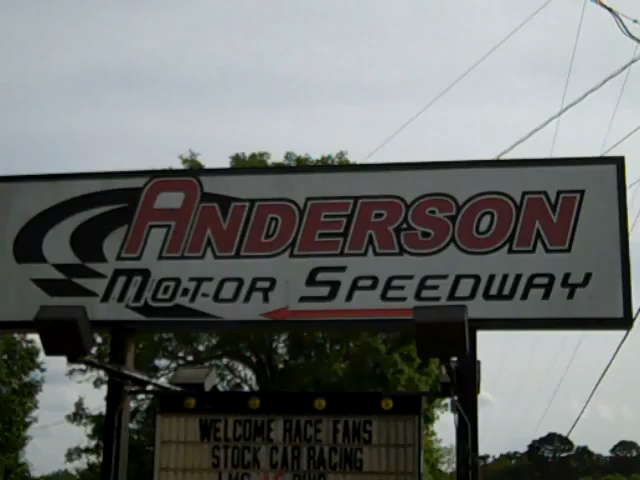 ANDERSON
MOTOR SPEEDWAY
WELCOME RACE FANS
STOCK CAR RACING